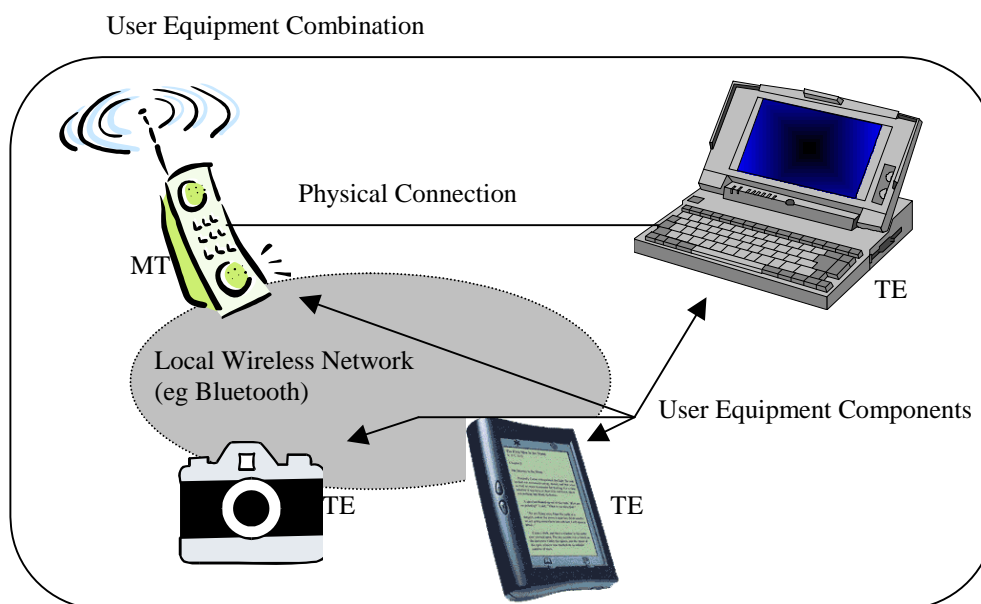 User Equipment Combination
Physical Connection
MT
TE
Local Wireless Network
(eg Bluetooth)
User Equipment Components
TE
TE